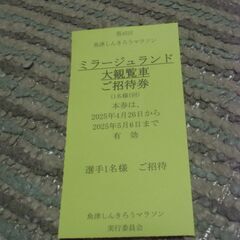 第45回
魚津しんきろうマラソン
ミラージュランド
大観覧車
ご招待券
(1名様1回)
本券は、
2025年4月26日から
2025年5月6日まで
有 効
選手1名様 ご招待
魚津しんきろうマラソン
実行委員会